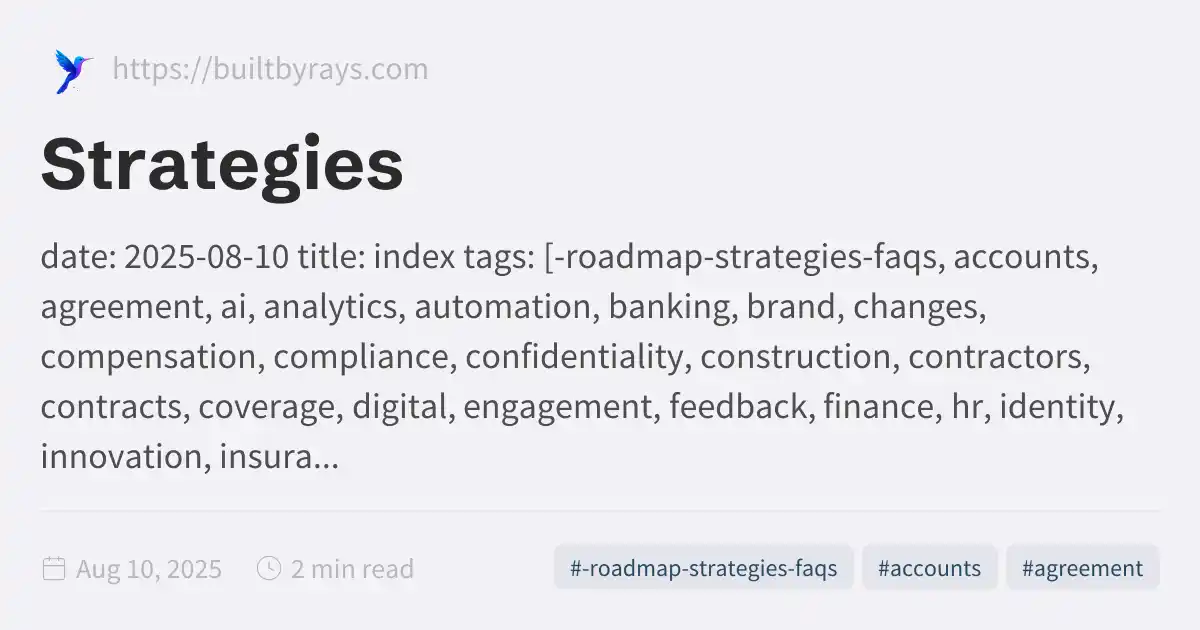 https://builtbyrays.com
Strategies
date: 2025-08-10 title: index tags: [-roadmap-strategies-faqs, accounts,
agreement, ai, analytics, automation, banking, brand, changes,
compensation, compliance, confidentiality, construction, contractors,
contracts, coverage, digital, engagement, feedback, finance, hr, identity,
innovation, insura...
Aug 10, 2025 2 min read #-roadmap-strategies-faqs #accounts #agreement